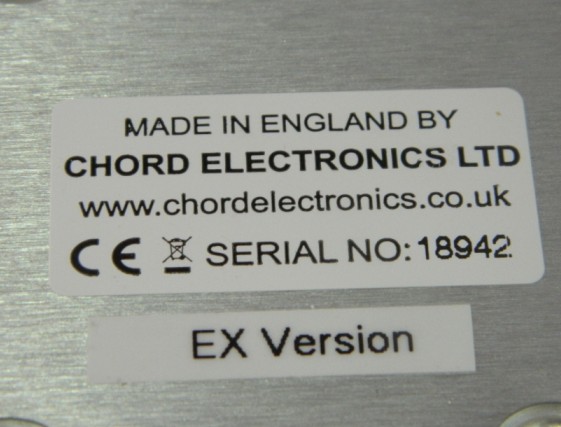 MADE IN ENGLAND BY
CHORD ELECTRONICS LTD
www.chordelectronics.co.uk
CE SERIAL NO: 18942
EX Version